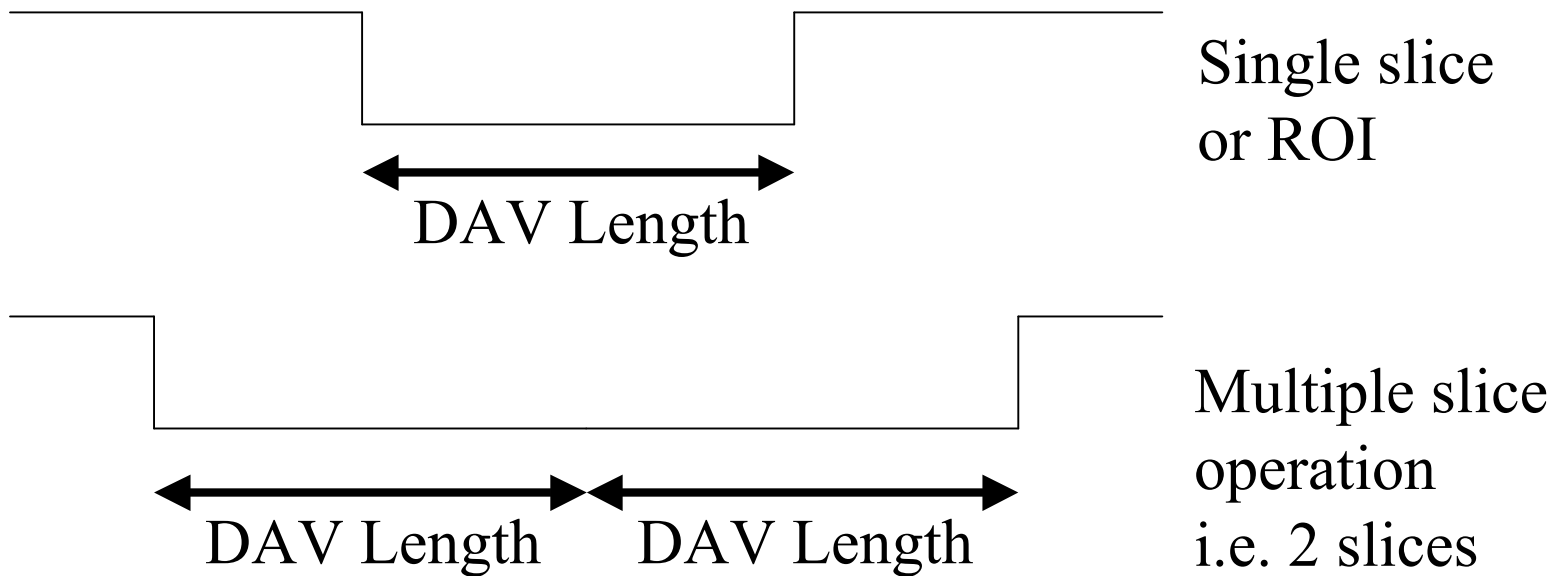 Single slice
or ROI
DAV Length
Multiple slice
operation
i.e. 2 slices
DAV Length DAV Length